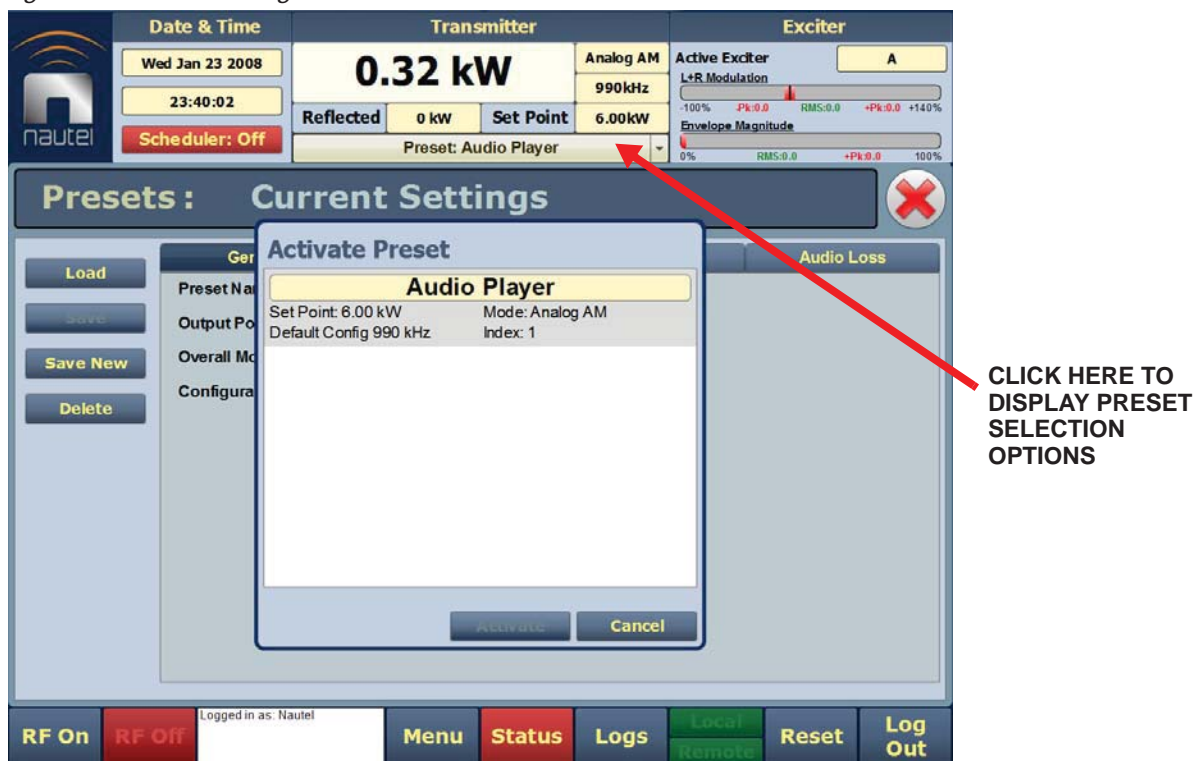 Date & Time
Transmitter
Exciter
Wed Jan 23 2008
23:40:02
Scheduler: Off
nautel
0.32 kW
Analog AM
990kHz
Reflected
0 kW
Set Point
6.00kW
Preset: Audio Player
Active Exciter
A
L+R Modulation
-100% -Pk:0.0 RMS:0.0 +Pk:0.0 +140%
Envelope Magnitude
0% RMS:0.0 +Pk:0.0 100%
Presets: Current Settings
Load
Save
Save New
Delete
Ger
Audio Loss
Preset Na
Output Po
Overall Mo
Configura
Activate Preset
Audio Player
Set Point: 6.00 kW Mode: Analog AM
Default Config 990 kHz Index: 1
Activate
Cancel
CLICK HERE TO
DISPLAY PRESET
SELECTION
OPTIONS
RF On
RF Off
Logged in as: Nautel
Menu
Status
Logs
Local
Remote
Reset
Log
Out